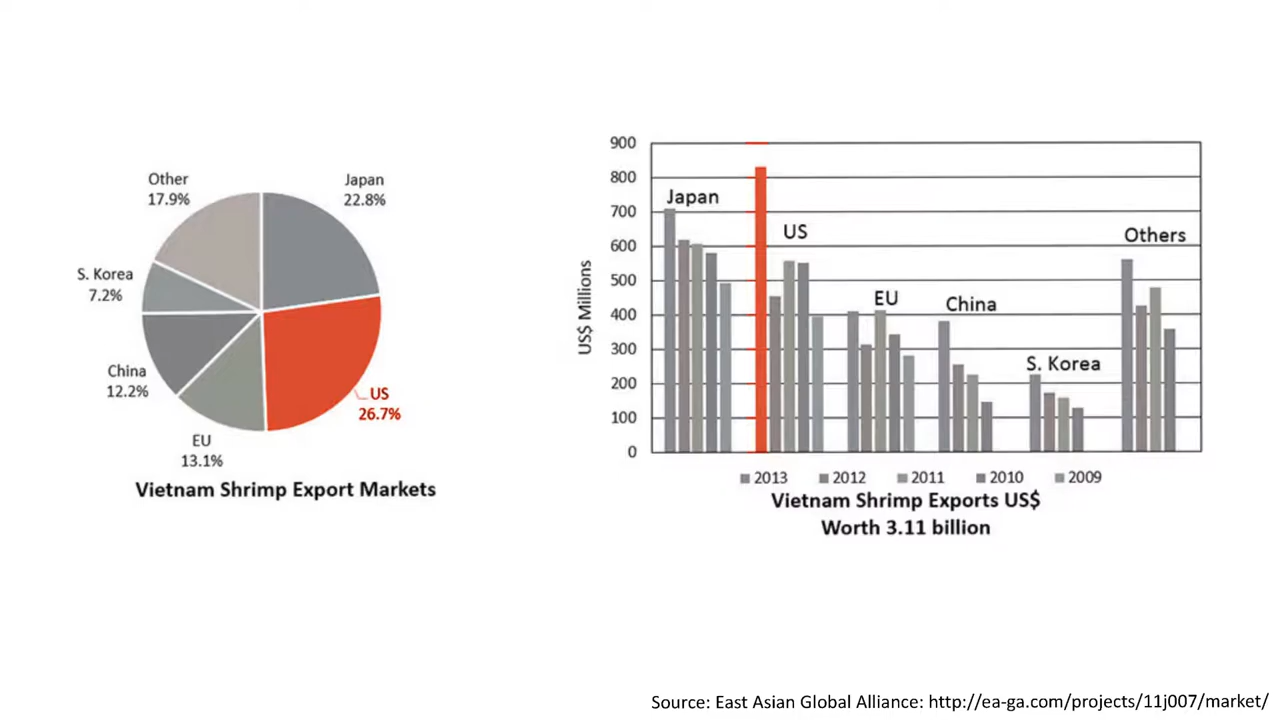 Other
17.9%
Japan
22.8%
S. Korea
7.2%
China
12.2%
US
26.7%
EU
13.1%
Vietnam Shrimp Export Markets
900
800
700
600
500
400
300
200
100
0
US$ Millions
Japan
US
EU
China
S. Korea
Others
2013 2012 2011 2010 2009
Vietnam Shrimp Exports US$
Worth 3.11 billion
Source: East Asian Global Alliance: http://ea-ga.com/projects/11j007/market/